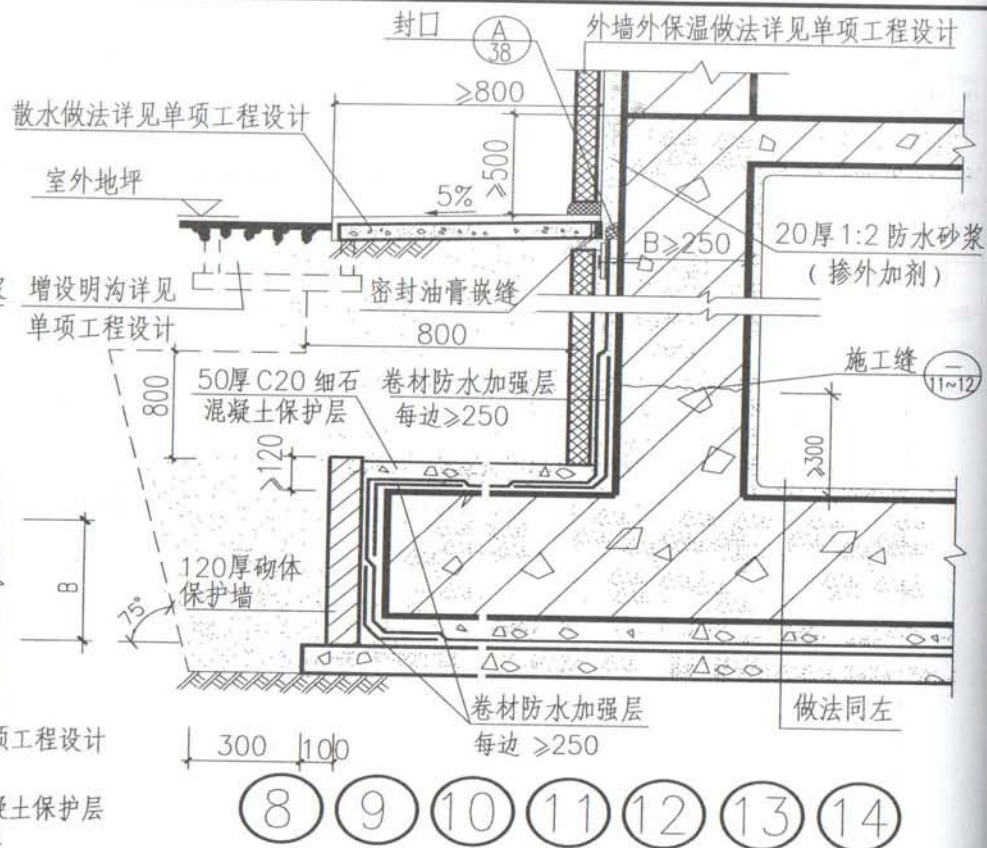 封口
A
38
外墙外保温做法详见单项工程设计
≥800
散水做法详见单项工程设计
≥500
室外地坪
5%
B≥250
20厚1:2防水砂浆
(掺外加剂)
增设明沟详见
单项工程设计
密封油膏嵌缝
800
施工缝
一
11~12
800
50厚C20细石
混凝土保护层
卷材防水加强层
每边≥250
≥120
≥300
B
120厚砌体
保护墙
75°
卷材防水加强层
每边≥250
做法同左
项工程设计
300
100
凝土保护层
8 9 10 11 12 13 14